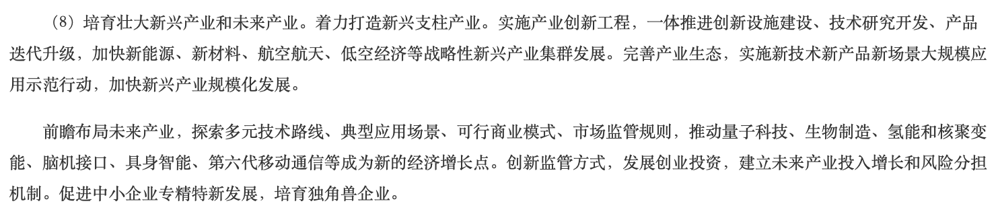 （8）培育壮大新兴产业和未来产业。着力打造新兴支柱产业。实施产业创新工程，一体推进创新设施建设、技术研究开发、产品
迭代升级，加快新能源、新材料、航空航天、低空经济等战略性新兴产业集群发展。完善产业生态，实施新技术新产品新场景大规模应
用示范行动，加快新兴产业规模化发展。
前瞻布局未来产业，探索多元技术路线、典型应用场景、可行商业模式、市场监管规则，推动量子科技、生物制造、氢能和核聚变
能、脑机接口、具身智能、第六代移动通信等成为新的经济增长点。创新监管方式，发展创业投资，建立未来产业投入增长和风险分担
机制。促进中小企业专精特新发展，培育独角兽企业。